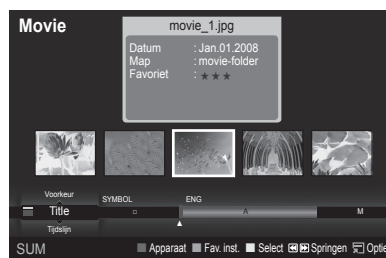 Movie
movie_1.jpg
Datum : Jan.01.2008
Map : movie-folder
Favoriet : ★ ★ ★
Voorkeur
SYMBOL ENG
Title A M
Tijdslijn
SUM Apparaat Fav. inst. Select Springen Optie